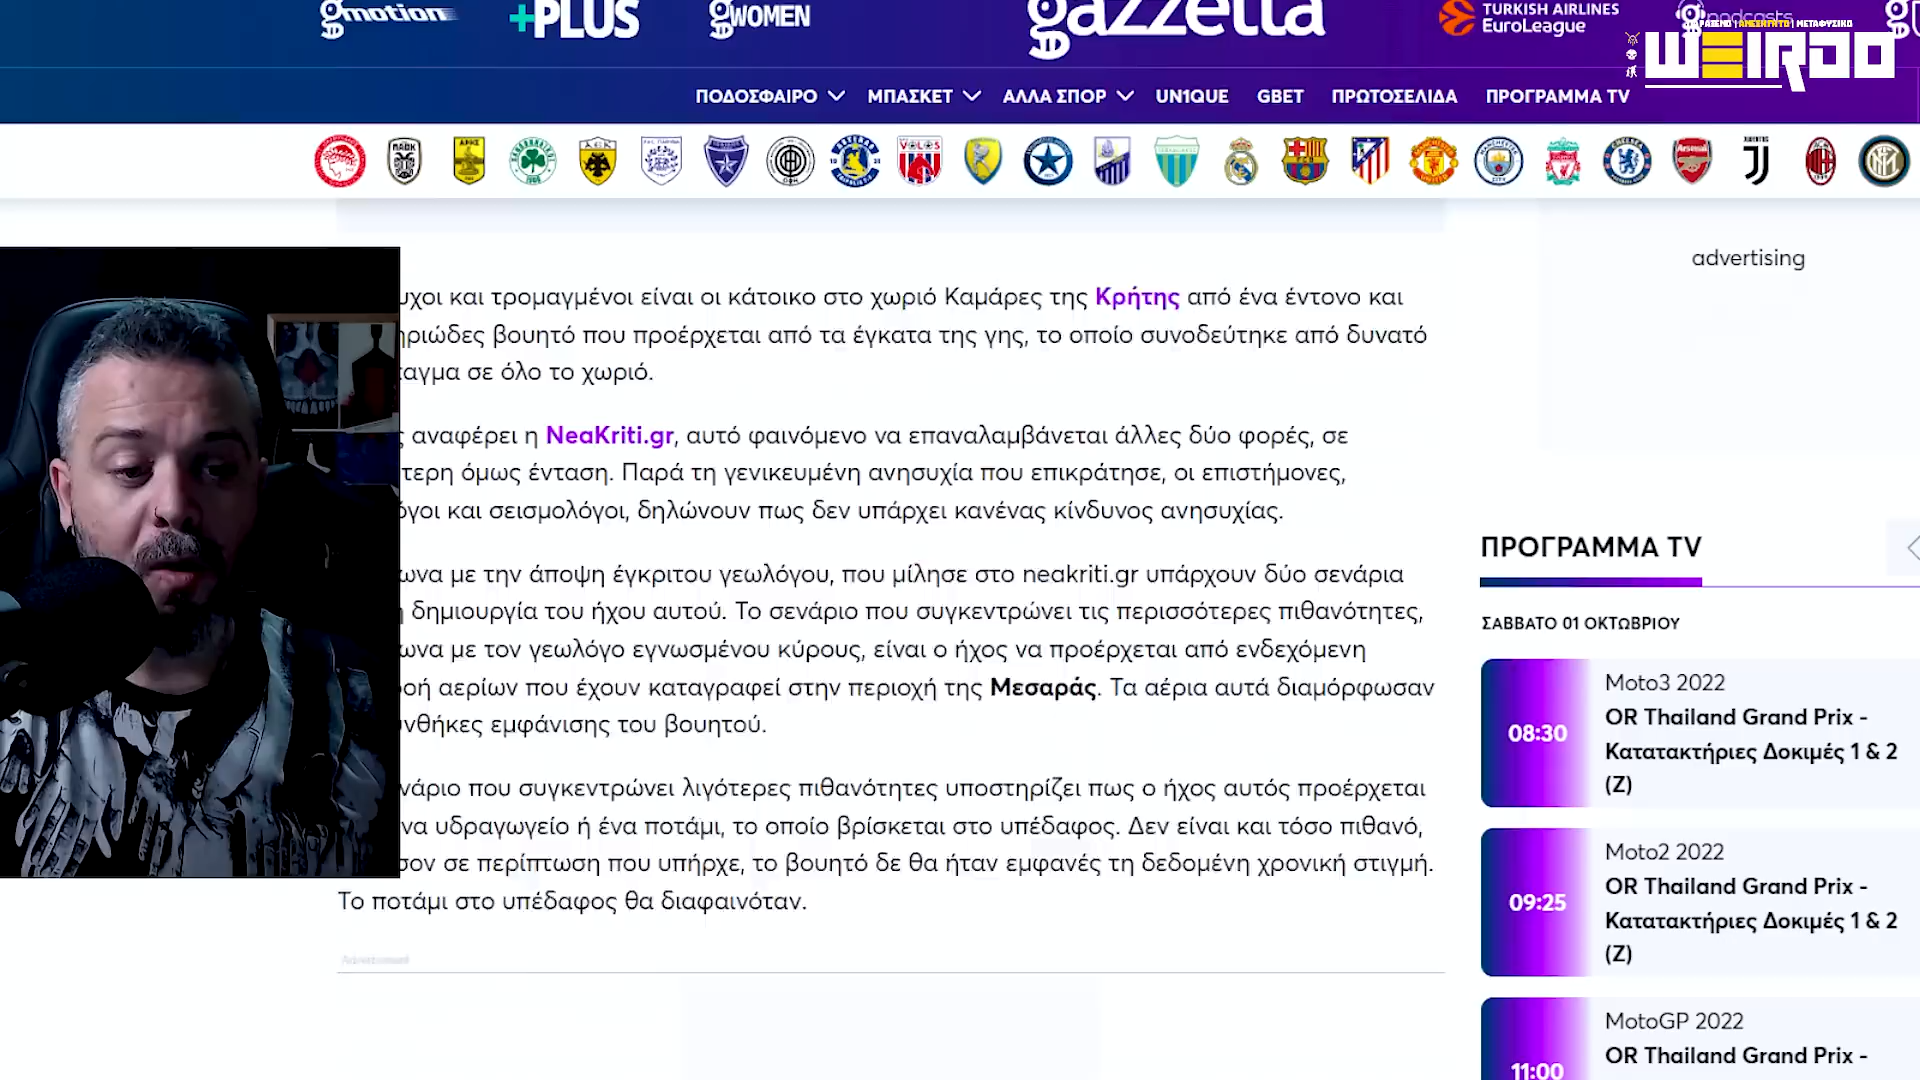 gmotion
+PLUS
gWOMEN
gazzetta
TURKISH AIRLINES
EuroLeague
podcasts
ΑΝΕΞΗΓΗΤΟ | ΜΕΤΑΦΥΣΙΚΟ
WEIRDO
ΠΟΔΟΣΦΑΙΡΟ ΜΠΑΣΚΕΤ ΑΛΛΑ ΣΠΟΡ UN1QUE GBET ΠΡΩΤΟΣΕΛΙΔΑ ΠΡΟΓΡΑΜΜΑ TV
advertising
υχοι και τρομαγμένοι είναι οι κάτοικο στο χωριό Καμάρες της Κρήτης από ένα έντονο και
ηριώδες βουητό που προέρχεται από τα έγκατα της γης, το οποίο συνοδεύτηκε από δυνατό
αγμα σε όλο το χωριό.
ς αναφέρει η NeaKriti.gr, αυτό φαινόμενο να επαναλαμβάνεται άλλες δύο φορές, σε
τερη όμως ένταση. Παρά τη γενικευμένη ανησυχία που επικράτησε, οι επιστήμονες,
όγοι και σεισμολόγοι, δηλώνουν πως δεν υπάρχει κανένας κίνδυνος ανησυχίας.
ωνα με την άποψη έγκριτου γεωλόγου, που μίλησε στο neakriti.gr υπάρχουν δύο σενάρια
η δημιουργία του ήχου αυτού. Το σενάριο που συγκεντρώνει τις περισσότερες πιθανότητες,
ωνα με τον γεωλόγο εγνωσμένου κύρους, είναι ο ήχος να προέρχεται από ενδεχόμενη
ροή αερίων που έχουν καταγραφεί στην περιοχή της Μεσαράς. Τα αέρια αυτά διαμόρφωσαν
υνθήκες εμφάνισης του βουητού.
νάριο που συγκεντρώνει λιγότερες πιθανότητες υποστηρίζει πως ο ήχος αυτός προέρχεται
να υδραγωγείο ή ένα ποτάμι, το οποίο βρίσκεται στο υπέδαφος. Δεν είναι και τόσο πιθανό,
σον σε περίπτωση που υπήρχε, το βουητό δε θα ήταν εμφανές τη δεδομένη χρονική στιγμή.
Το ποτάμι στο υπέδαφος θα διαφαινόταν.
Advertisment
ΠΡΟΓΡΑΜΜΑ TV
ΣΑΒΒΑΤΟ 01 ΟΚΤΩΒΡΙΟΥ
08:30
Moto3 2022
OR Thailand Grand Prix -
Κατατακτήριες Δοκιμές 1 & 2
(Ζ)
09:25
Moto2 2022
OR Thailand Grand Prix -
Κατατακτήριες Δοκιμές 1 & 2
(Ζ)
11:00
MotoGP 2022
OR Thailand Grand Prix -